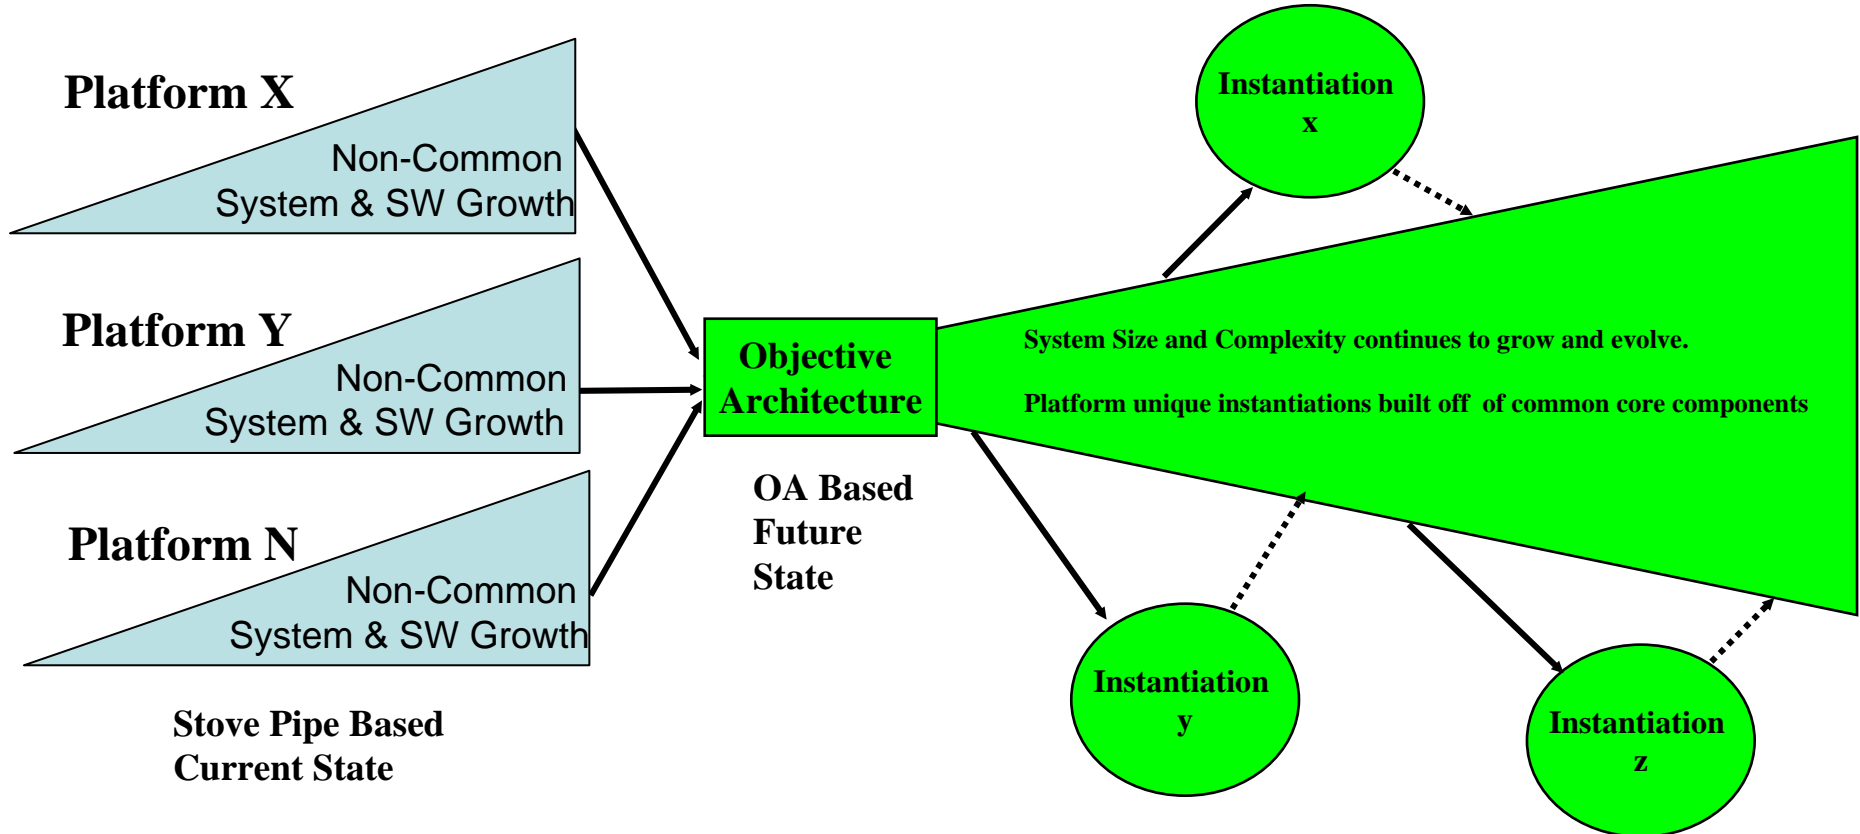 Platform X
Non-Common
System & SW Growth
Platform Y
Non-Common
System & SW Growth
Platform N
Non-Common
System & SW Growth
Stove Pipe Based
Current State
Objective
Architecture
OA Based
Future
State
Instantiation
x
System Size and Complexity continues to grow and evolve.
Platform unique instantiations built off of common core components
Instantiation
y
Instantiation
z